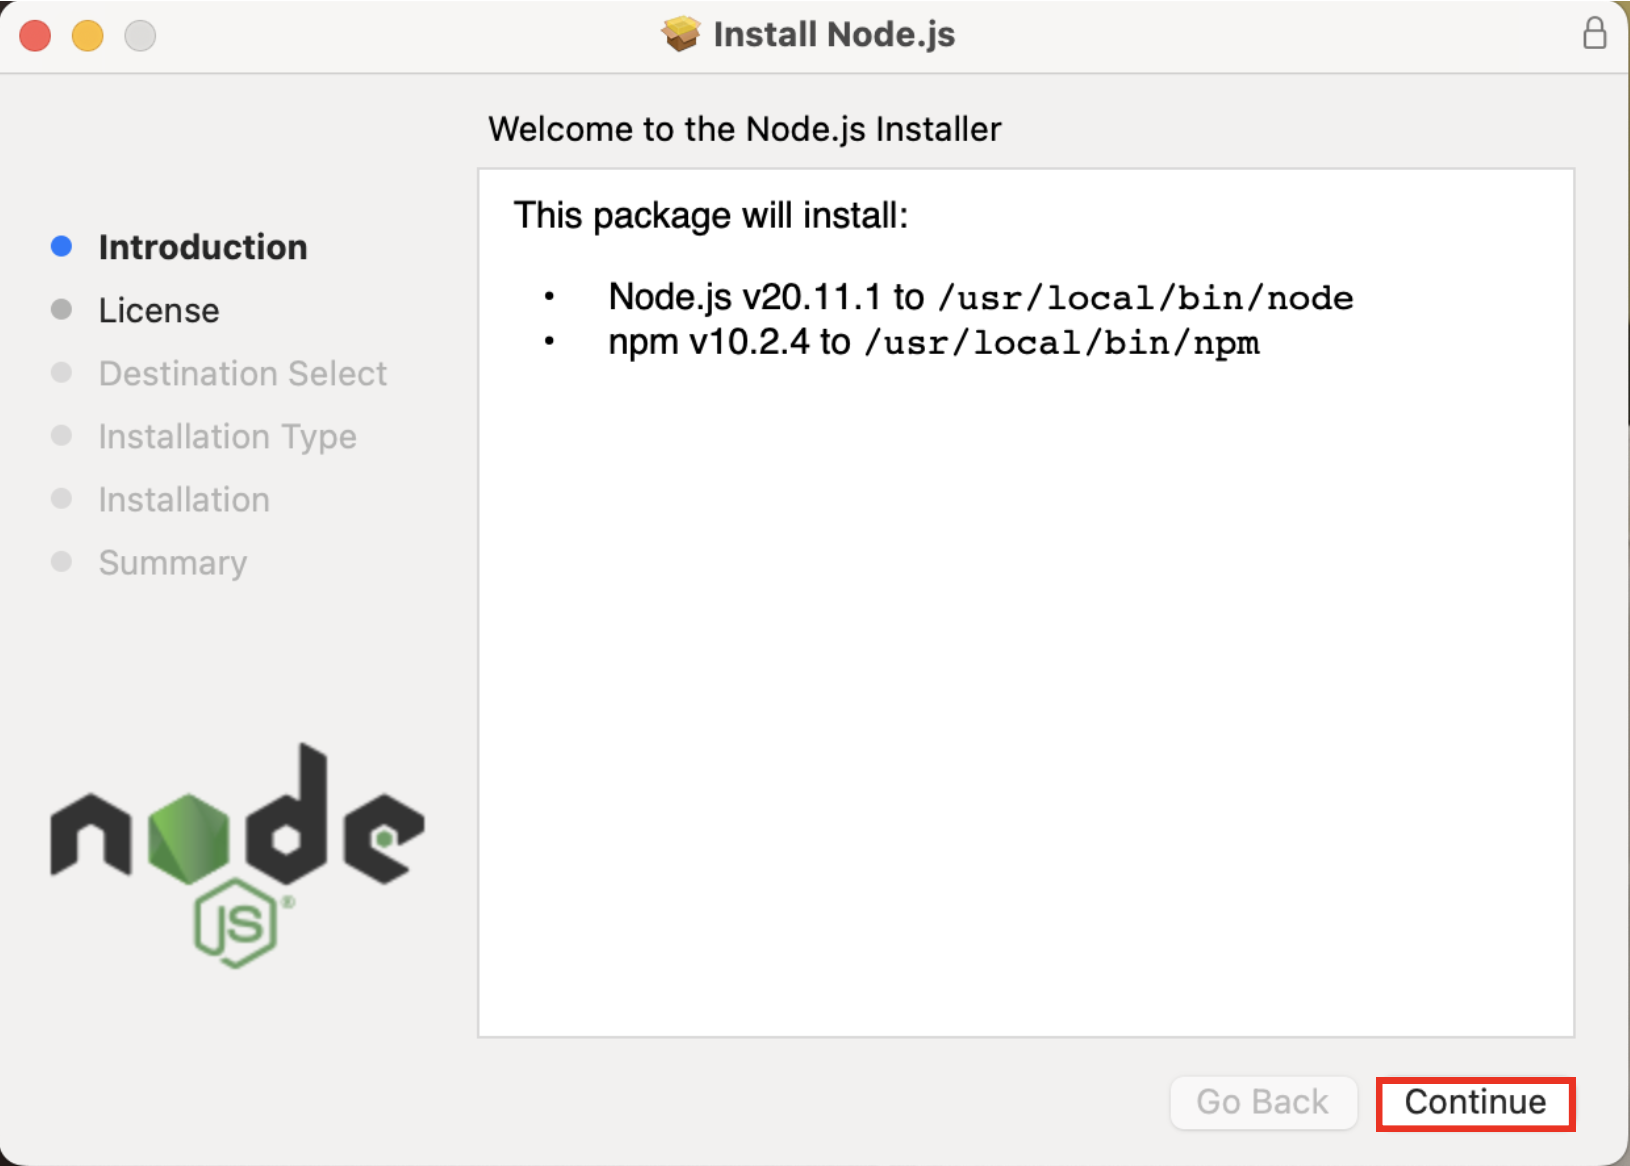 Install Node.js
Welcome to the Node.js Installer
Introduction
License
Destination Select
Installation Type
Installation
Summary
This package will install:
• Node.js v20.11.1 to /usr/local/bin/node
• npm v10.2.4 to /usr/local/bin/npm
node
JS®
Go Back
Continue